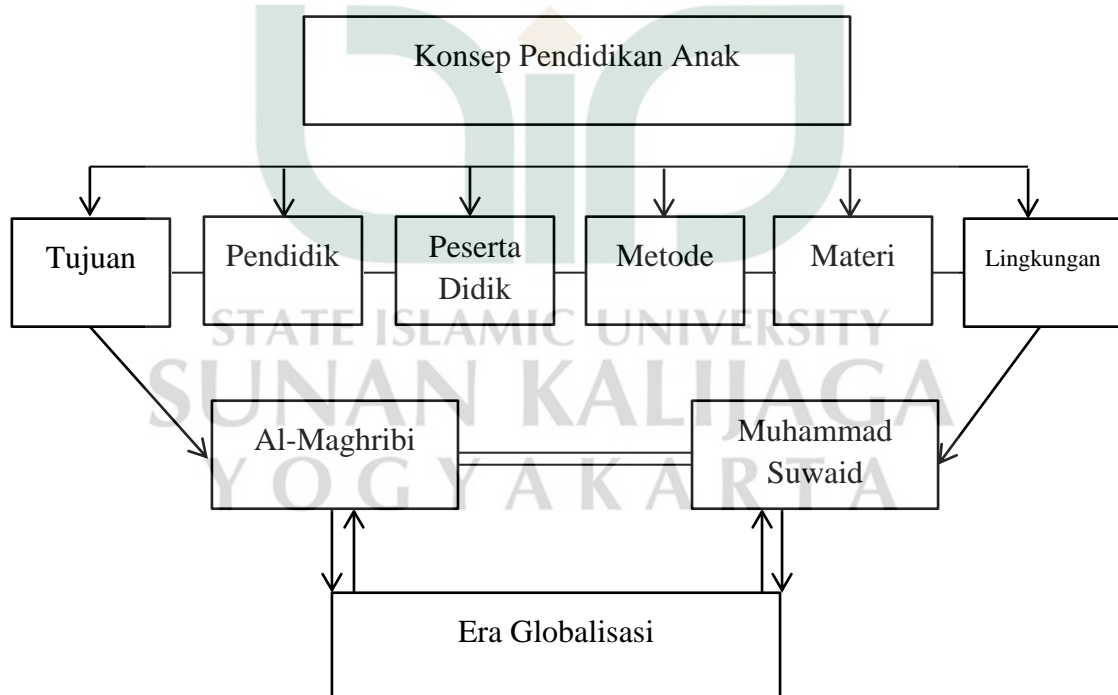 Konsep Pendidikan Anak
Tujuan
Pendidik
Peserta
Didik
Metode
Materi
Lingkungan
STATE ISLAMIC UNIVERSITY
SUNAN KALIJAGA
YOGYAKARTA
Al-Maghribi
Muhammad
Suwaid
Era Globalisasi